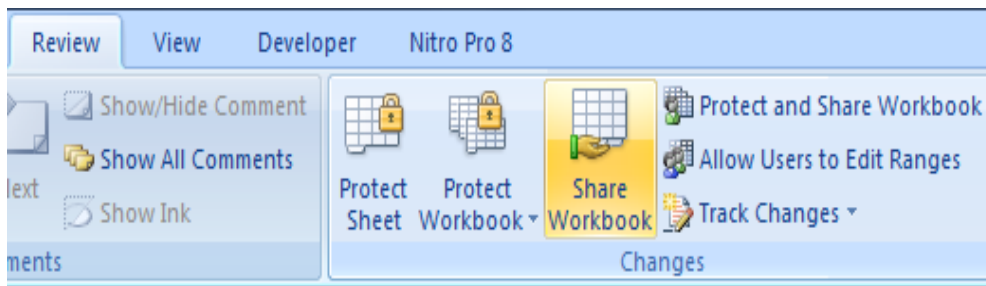 Review View Developer Nitro Pro 8
Show/Hide Comment
Show All Comments
Show Ink
Protect
Sheet
Protect
Workbook
Share
Workbook
Protect and Share Workbook
Allow Users to Edit Ranges
Track Changes
Changes